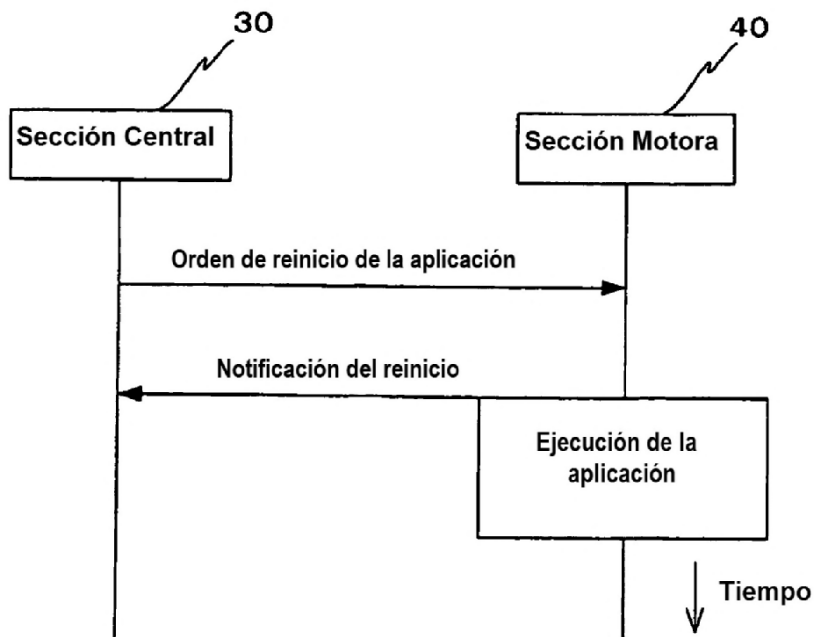 30
40
Sección Central
Sección Motora
Orden de reinicio de la aplicación
Notificación del reinicio
Ejecución de la
aplicación
Tiempo